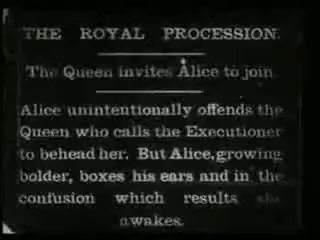 THE ROYAL PROCESSION.
The Queen invites Alice to join
Alice unintentionally offends the
Queen who calls the Executioner
to behead her. But Alice, growing
bolder, boxes his ears and in the
confusion which results she
awakes.